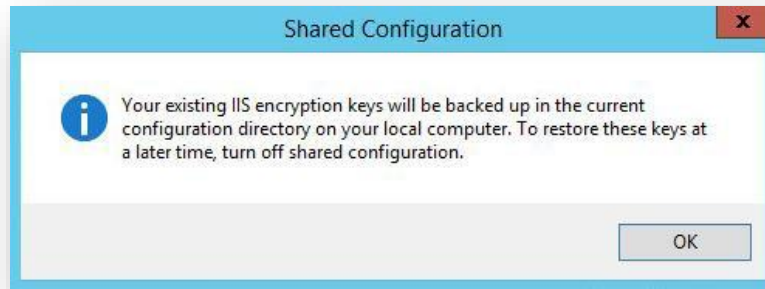 Shared Configuration
x
Your existing IIS encryption keys will be backed up in the current
configuration directory on your local computer. To restore these keys at
a later time, turn off shared configuration.
OK